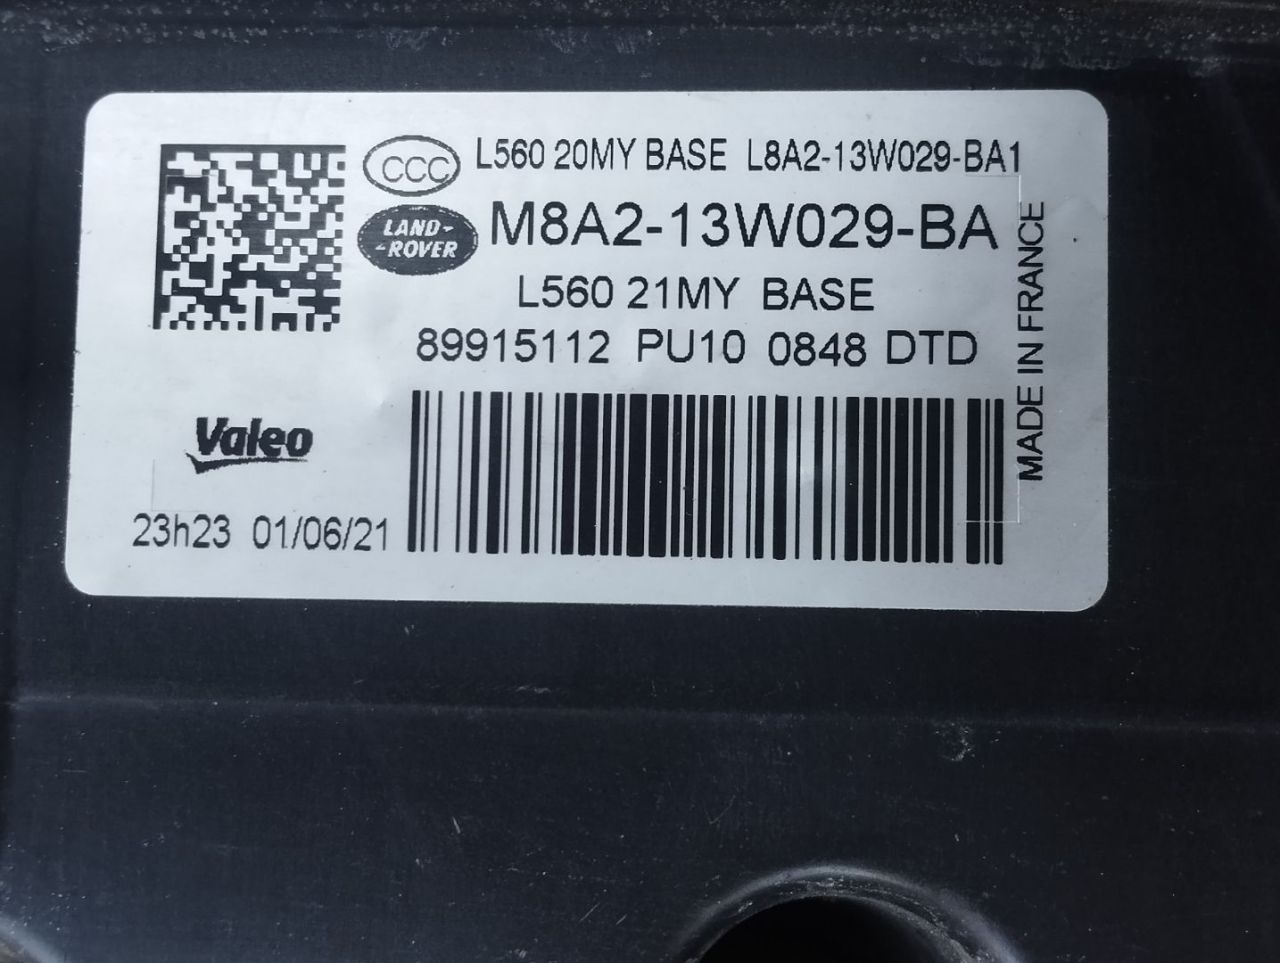 CCC L560 20MY BASE L8A2-13W029-BA1
LAND-
-ROVER
M8A2-13W029-BA
L560 21MY BASE
89915112 PU10 0848 DTD
MADE IN FRANCE
Valeo
23h23 01/06/21